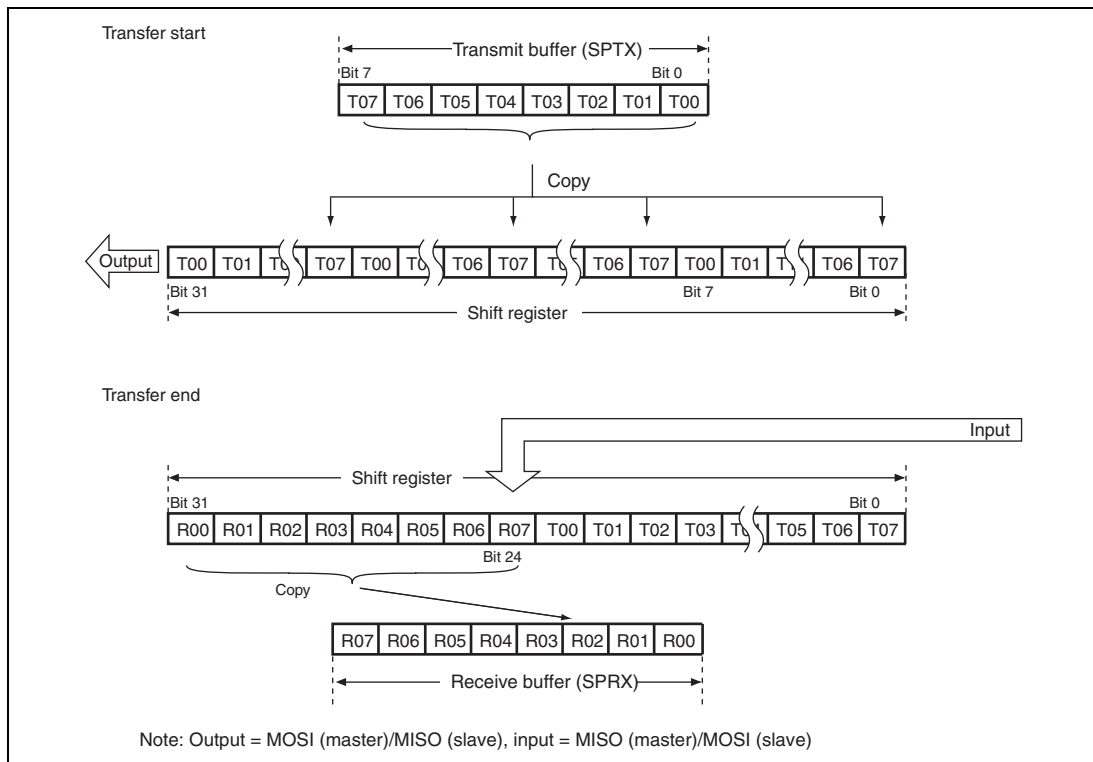 Transfer start
Transmit buffer (SPTX)
Bit 7 Bit 0
T07 T06 T05 T04 T03 T02 T01 T00
Copy
Output
T00 T01 T07 T00 T06 T07 T06 T07 T00 T01 T06 T07
Bit 31 Bit 7 Bit 0
Shift register
Transfer end
Input
Shift register
Bit 31 Bit 0
R00 R01 R02 R03 R04 R05 R06 R07 T00 T01 T02 T03 T05 T06 T07
Bit 24
Copy
R07 R06 R05 R04 R03 R02 R01 R00
Receive buffer (SPRX)
Note: Output = MOSI (master)/MISO (slave), input = MISO (master)/MOSI (slave)